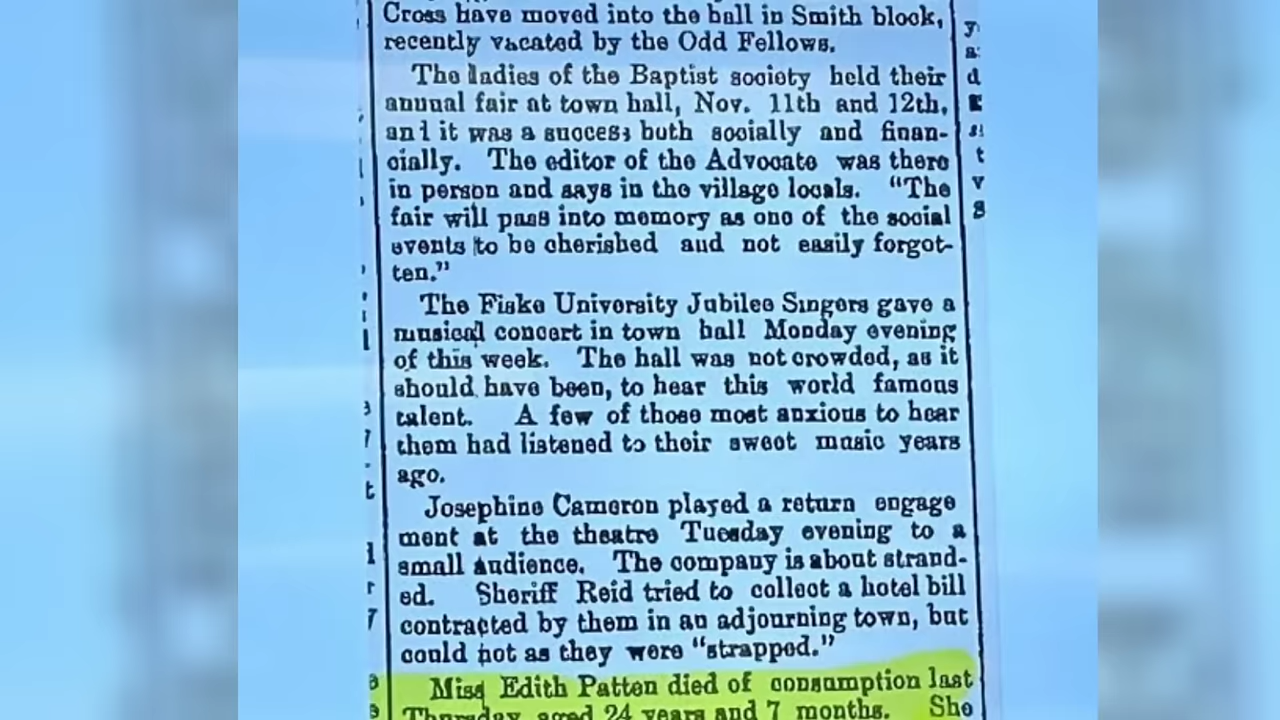 Cross have moved into the hall in Smith block,
recently vacated by the Odd Fellows.
The ladies of the Baptist society held their
annual fair at town hall, Nov. 11th and 12th,
and it was a success both socially and finan-
cially. The editor of the Advocate was there
in person and says in the village locals. “The
fair will pass into memory as one of the social
events to be cherished and not easily forgot-
ten.”
The Fiske University Jubilee Singers gave a
musical concert in town hall Monday evening
of this week. The hall was not crowded, as it
should have been, to hear this world famous
talent. A few of those most anxious to hear
them had listened to their sweet music years
ago.
Josephine Cameron played a return engage
ment at the theatre Tuesday evening to a
small audience. The company is about strand-
ed. Sheriff Reid tried to collect a hotel bill
contracted by them in an adjourning town, but
could not as they were “strapped.”
Miss Edith Patten died of consumption last
Thursday, aged 24 years and 7 months. She